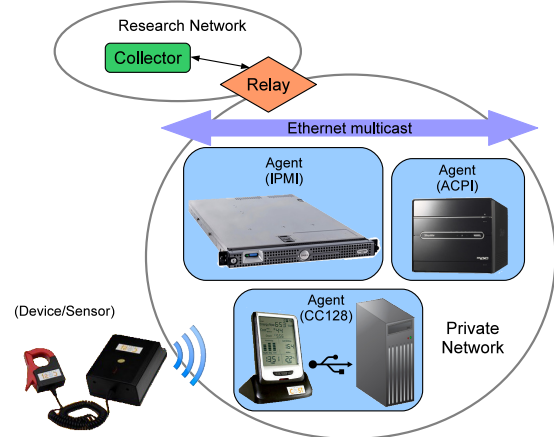 Research Network
Collector
Relay
Ethernet multicast
Agent
(IPMI)
Agent
(ACPI)
(Device/Sensor)
Agent
(CC128)
Private
Network